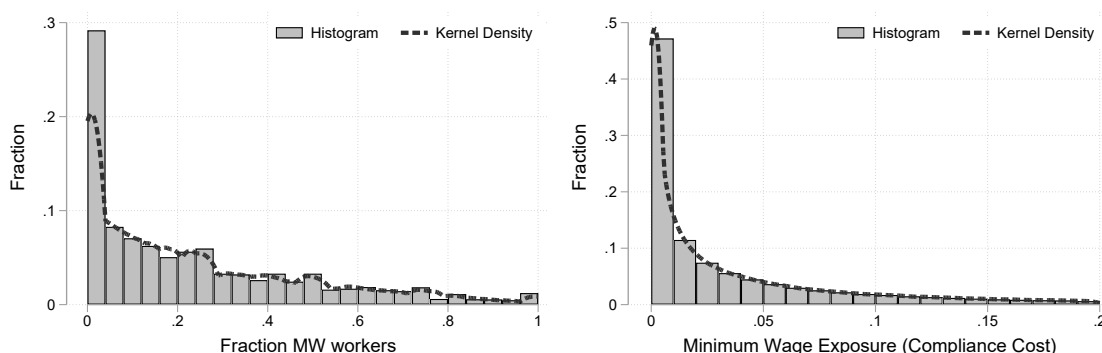 .3
.2
.1
0
Fraction
Histogram
Kernel Density
0
.2
.4
.6
.8
1
Fraction MW workers
.5
.4
.3
.2
.1
0
Fraction
Histogram
Kernel Density
0
.05
.1
.15
.2
Minimum Wage Exposure (Compliance Cost)